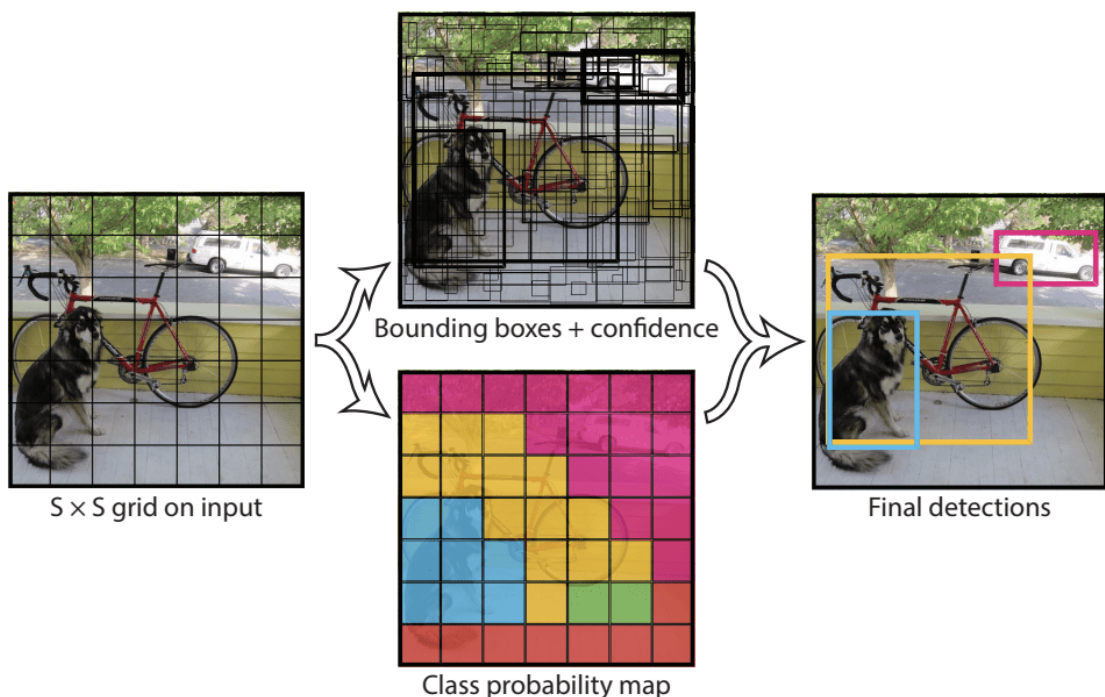 Bounding boxes + confidence
S × S grid on input
Final detections
Class probability map